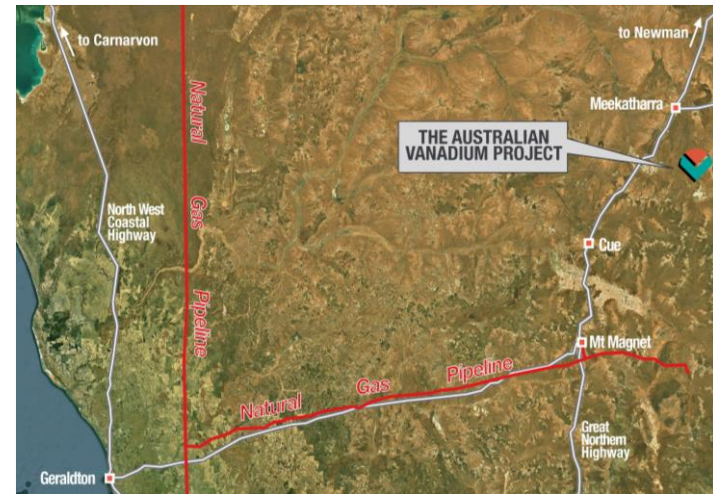 to Carnarvon
to Newman
Natural Gas Pipeline
Meekatharra
THE AUSTRALIAN
VANADIUM PROJECT
North West
Coastal
Highway
Cue
Mt Magnet
Natural Gas Pipeline
Great
Northern
Highway
Geraldton